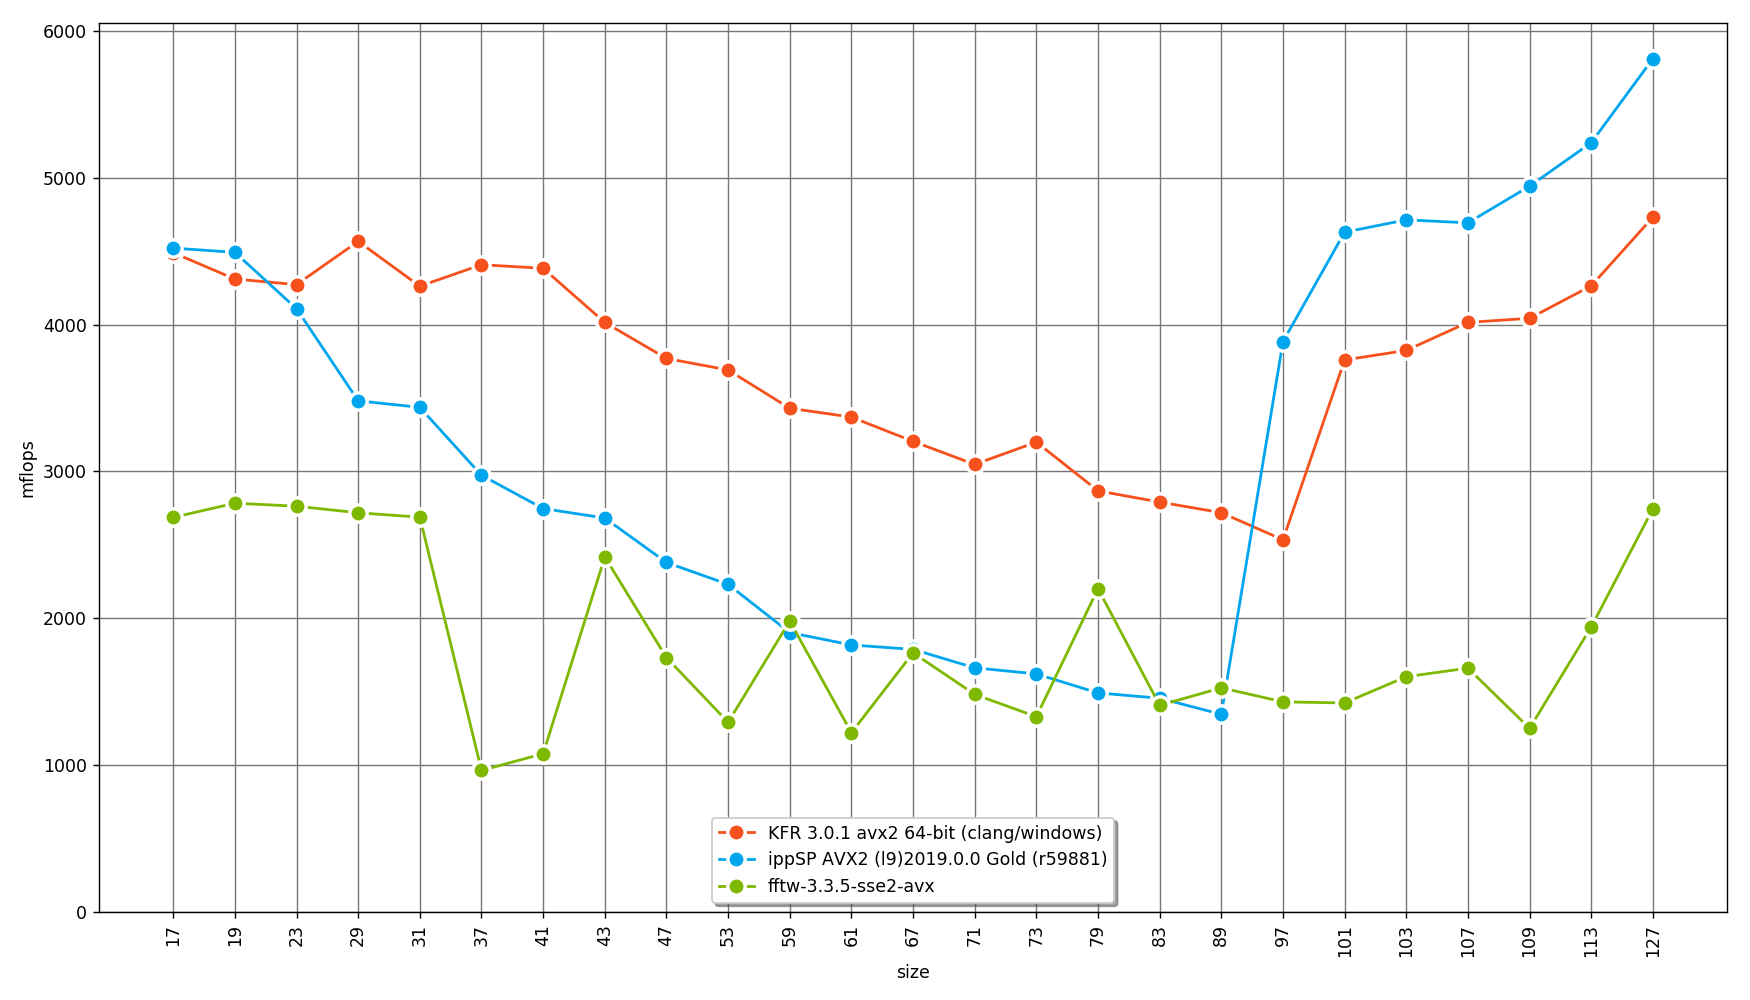 6000
5000
4000
3000
2000
1000
0
mflops
KFR 3.0.1 avx2 64-bit (clang/windows)
ippSP AVX2 (l9)2019.0.0 Gold (r59881)
fftw-3.3.5-sse2-avx
17 19 23 29 31 37 41 43 47 53 59 61 67 71 73 79 83 89 97 101 103 107 109 113 127
size